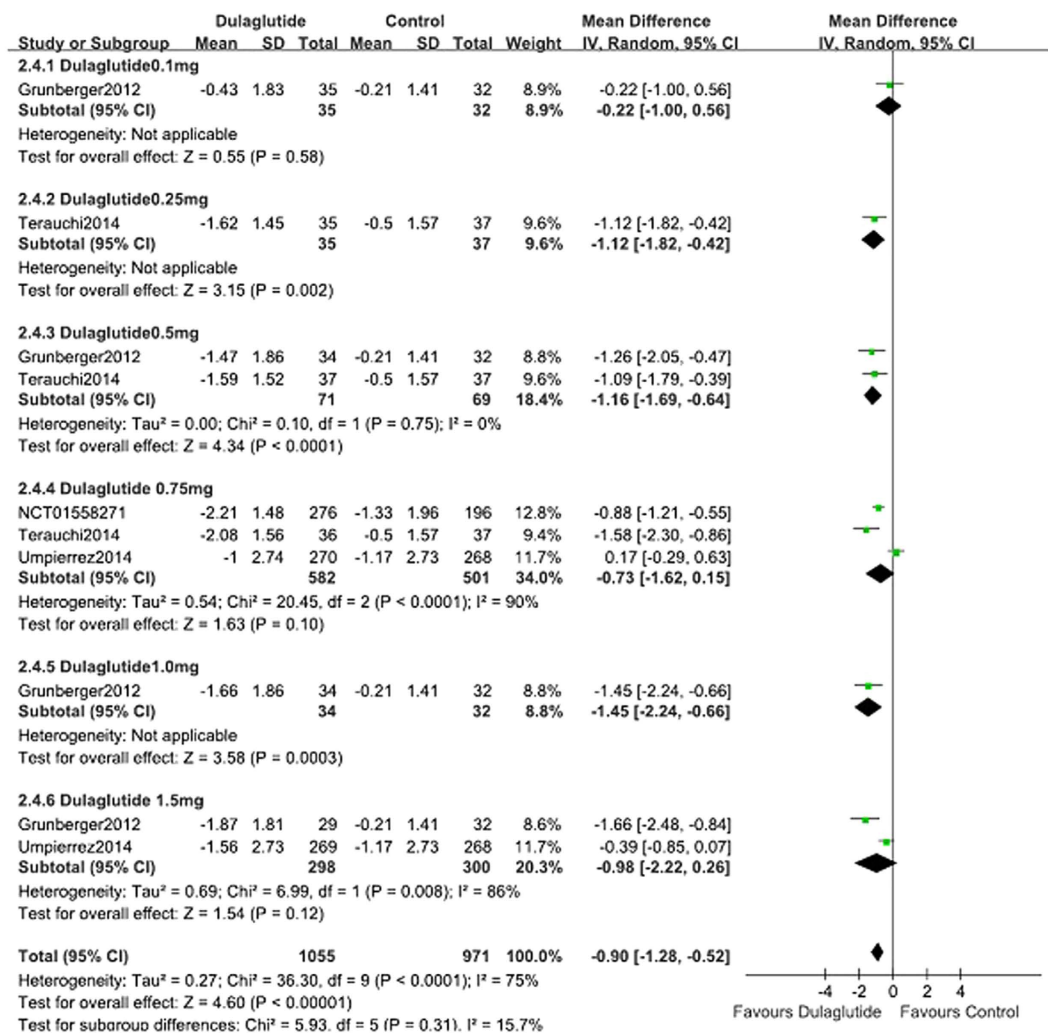 Dulaglutide Control Mean Difference Mean Difference
Study or Subgroup Mean SD Total Mean SD Total Weight IV, Random, 95% CI IV, Random, 95% CI
2.4.1 Dulaglutide0.1mg
Grunberger2012 -0.43 1.83 35 -0.21 1.41 32 8.9% -0.22 [-1.00, 0.56]
Subtotal (95% CI) 35 32 8.9% -0.22 [-1.00, 0.56]
Heterogeneity: Not applicable
Test for overall effect: Z = 0.55 (P = 0.58)
2.4.2 Dulaglutide0.25mg
Terauchi2014 -1.62 1.45 35 -0.5 1.57 37 9.6% -1.12 [-1.82, -0.42]
Subtotal (95% CI) 35 37 9.6% -1.12 [-1.82, -0.42]
Heterogeneity: Not applicable
Test for overall effect: Z = 3.15 (P = 0.002)
2.4.3 Dulaglutide0.5mg
Grunberger2012 -1.47 1.86 34 -0.21 1.41 32 8.8% -1.26 [-2.05, -0.47]
Terauchi2014 -1.59 1.52 37 -0.5 1.57 37 9.6% -1.09 [-1.79, -0.39]
Subtotal (95% CI) 71 69 18.4% -1.16 [-1.69, -0.64]
Heterogeneity: Tau² = 0.00; Chi² = 0.10, df = 1 (P = 0.75); I² = 0%
Test for overall effect: Z = 4.34 (P < 0.0001)
2.4.4 Dulaglutide 0.75mg
NCT01558271 -2.21 1.48 276 -1.33 1.96 196 12.8% -0.88 [-1.21, -0.55]
Terauchi2014 -2.08 1.56 36 -0.5 1.57 37 9.4% -1.58 [-2.30, -0.86]
Umpierrez2014 -1 2.74 270 -1.17 2.73 268 11.7% 0.17 [-0.29, 0.63]
Subtotal (95% CI) 582 501 34.0% -0.73 [-1.62, 0.15]
Heterogeneity: Tau² = 0.54; Chi² = 20.45, df = 2 (P < 0.0001); I² = 90%
Test for overall effect: Z = 1.63 (P = 0.10)
2.4.5 Dulaglutide1.0mg
Grunberger2012 -1.66 1.86 34 -0.21 1.41 32 8.8% -1.45 [-2.24, -0.66]
Subtotal (95% CI) 34 32 8.8% -1.45 [-2.24, -0.66]
Heterogeneity: Not applicable
Test for overall effect: Z = 3.58 (P = 0.0003)
2.4.6 Dulaglutide 1.5mg
Grunberger2012 -1.87 1.81 29 -0.21 1.41 32 8.6% -1.66 [-2.48, -0.84]
Umpierrez2014 -1.56 2.73 269 -1.17 2.73 268 11.7% -0.39 [-0.85, 0.07]
Subtotal (95% CI) 298 300 20.3% -0.98 [-2.22, 0.26]
Heterogeneity: Tau² = 0.69; Chi² = 6.99, df = 1 (P = 0.008); I² = 86%
Test for overall effect: Z = 1.54 (P = 0.12)
Total (95% CI) 1055 971 100.0% -0.90 [-1.28, -0.52]
Heterogeneity: Tau² = 0.27; Chi² = 36.30, df = 9 (P < 0.0001); I² = 75%
Test for overall effect: Z = 4.60 (P < 0.00001)
Test for subgroup differences: Chi² = 5.93, df = 5 (P = 0.31), I² = 15.7%
-4 -2 0 2 4
Favours Dulaglutide Favours Control